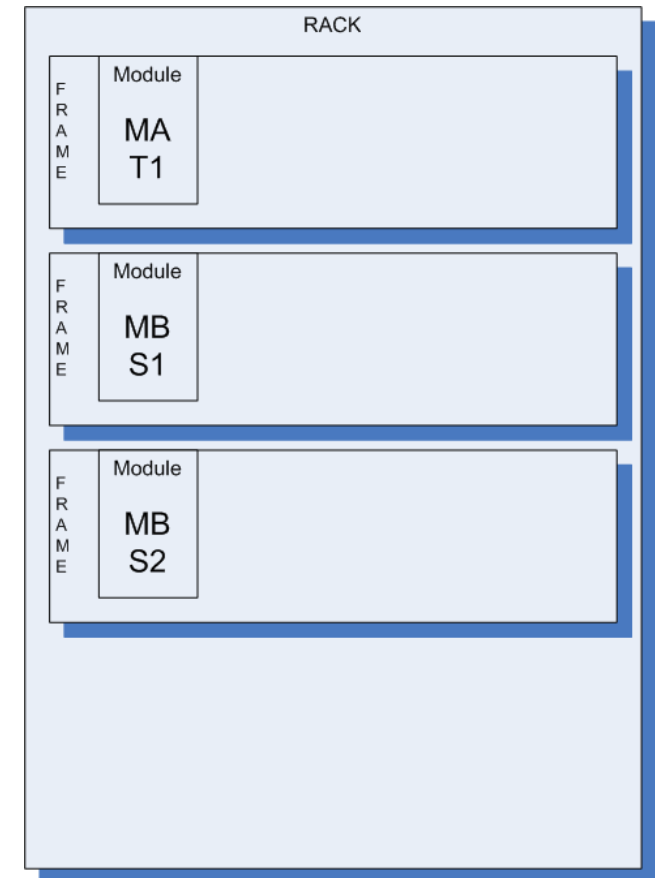 RACK
FRAME
Module
MA
T1
FRAME
Module
MB
S1
FRAME
Module
MB
S2